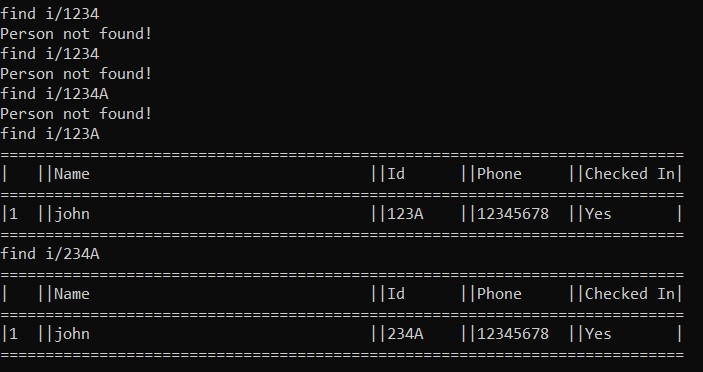 find i/1234
Person not found!
find i/1234
Person not found!
find i/1234A
Person not found!
find i/123A
============================================================================
|   ||Name                               ||Id     ||Phone     ||Checked In|
============================================================================
|1  ||john                               ||123A    ||12345678  ||Yes       |
============================================================================
find i/234A
============================================================================
|   ||Name                               ||Id     ||Phone     ||Checked In|
============================================================================
|1  ||john                               ||234A    ||12345678  ||Yes       |
============================================================================